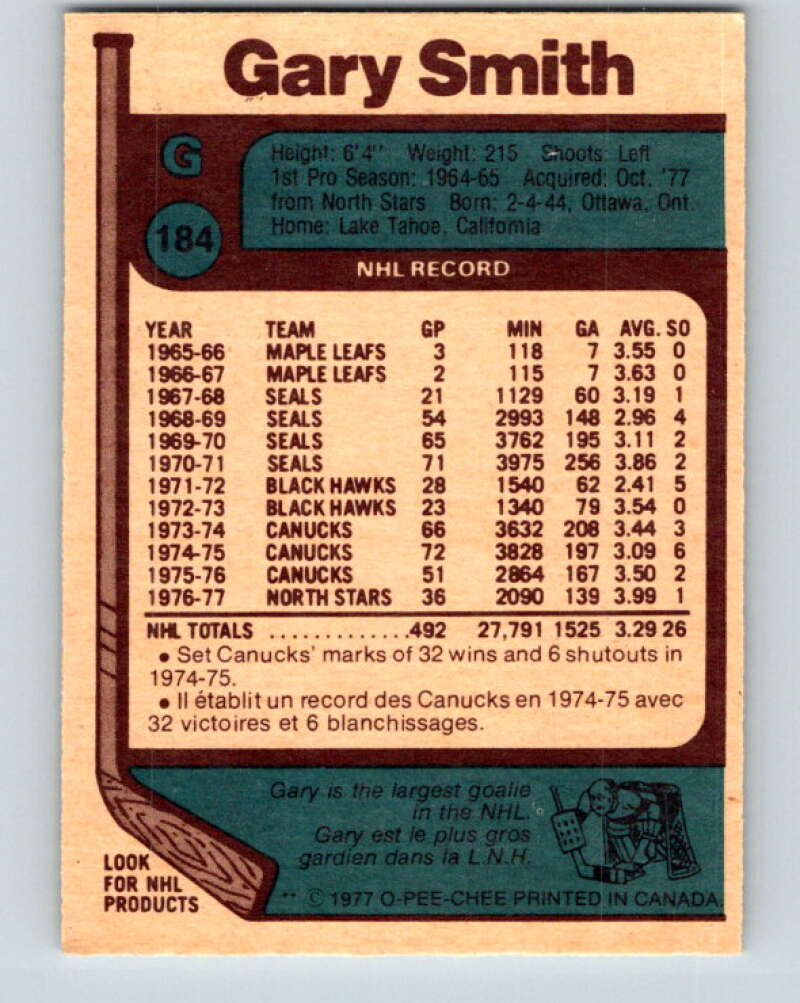 Gary Smith
G
Height: 6'4" Weight: 215 Shoots: Left
1st Pro Season: 1964-65 Acquired: Oct. '77
from North Stars Born: 2-4-44, Ottawa, Ont.
Home: Lake Tahoe, California
184
NHL RECORD
YEAR TEAM GP MIN GA AVG. SO
1965-66 MAPLE LEAFS 3 118 7 3.55 0
1966-67 MAPLE LEAFS 2 115 7 3.63 0
1967-68 SEALS 21 1129 60 3.19 1
1968-69 SEALS 54 2993 148 2.96 4
1969-70 SEALS 65 3762 195 3.11 2
1970-71 SEALS 71 3975 256 3.86 2
1971-72 BLACK HAWKS 28 1540 62 2.41 5
1972-73 BLACK HAWKS 23 1340 79 3.54 0
1973-74 CANUCKS 66 3632 208 3.44 3
1974-75 CANUCKS 72 3828 197 3.09 6
1975-76 CANUCKS 51 2864 167 3.50 2
1976-77 NORTH STARS 36 2090 139 3.99 1
NHL TOTALS .............492 27,791 1525 3.29 26
• Set Canucks' marks of 32 wins and 6 shutouts in
1974-75.
• Il établit un record des Canucks en 1974-75 avec
32 victoires et 6 blanchissages.
Gary is the largest goalie
in the NHL.
Gary est le plus gros
gardien dans la L.N.H.
LOOK
FOR NHL
PRODUCTS
** © 1977 O-PEE-CHEE PRINTED IN CANADA.